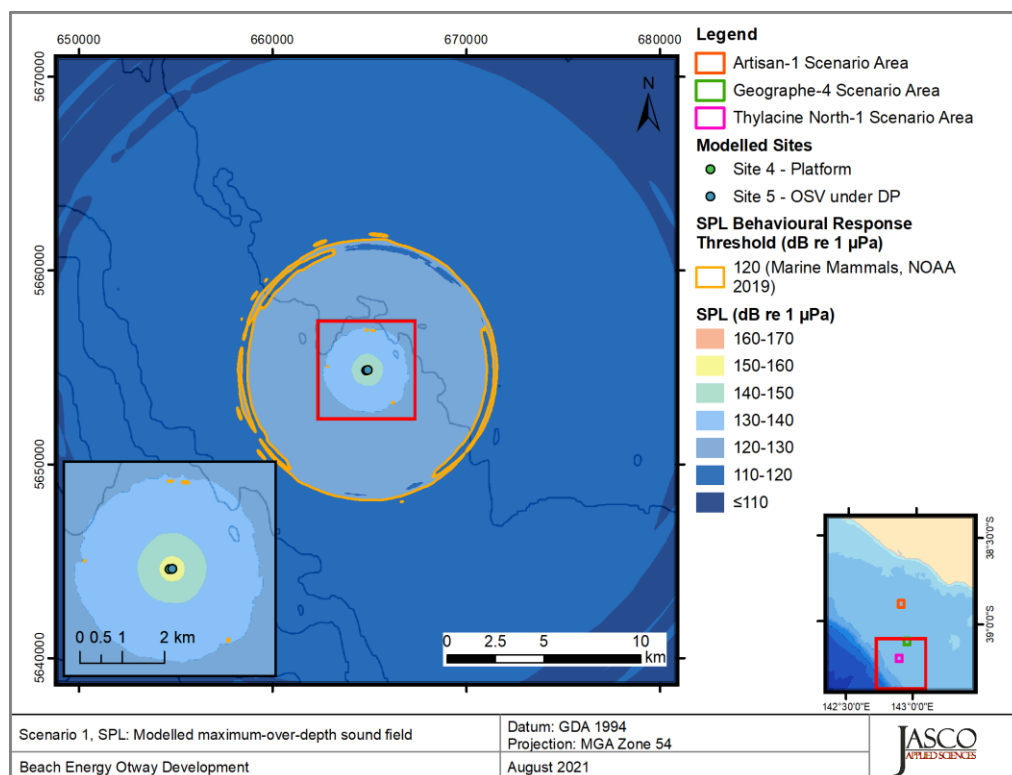 650000 660000 670000 680000
5670000
5660000
5650000
5640000
N
0 0.5 1 2 km
0 2.5 5 10
km
Legend
Artisan-1 Scenario Area
Geographe-4 Scenario Area
Thylacine North-1 Scenario Area
Modelled Sites
Site 4 - Platform
Site 5 - OSV under DP
SPL Behavioural Response
Threshold (dB re 1 µPa)
120 (Marine Mammals, NOAA
2019)
SPL (dB re 1 µPa)
160-170
150-160
140-150
130-140
120-130
110-120
≤110
38°30'0"S
39°0'0"S
142°30'0"E 143°0'0"E
Scenario 1, SPL: Modelled maximum-over-depth sound field
Beach Energy Otway Development
Datum: GDA 1994
Projection: MGA Zone 54
August 2021
JASCO
APPLIED SCIENCES